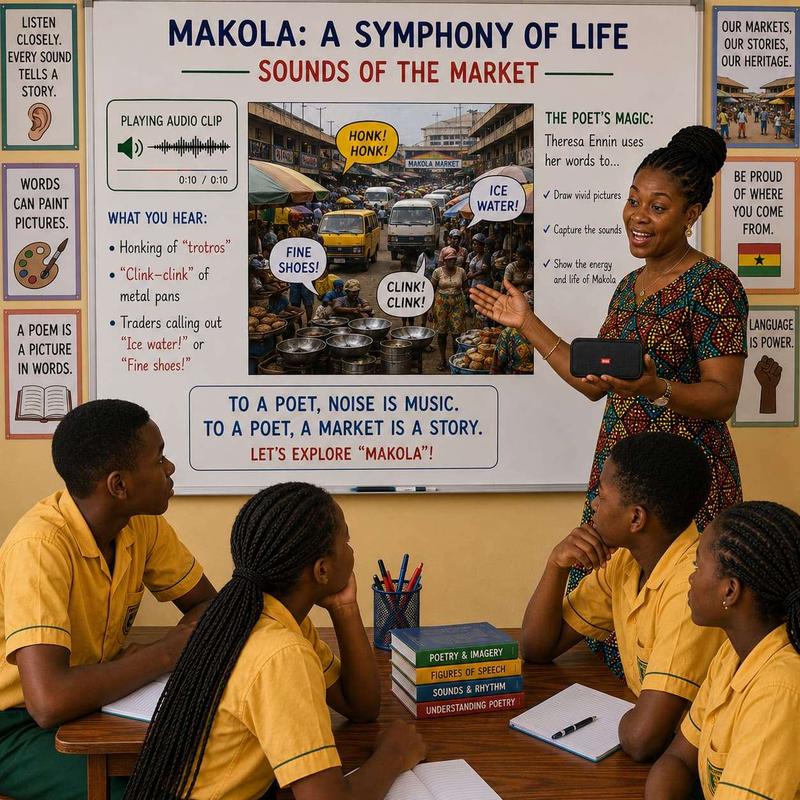 LISTEN
CLOSELY.
EVERY SOUND
TELLS A
STORY.
WORDS
CAN PAINT
PICTURES.
A POEM IS
A PICTURE
IN WORDS.
MAKOLA: A SYMPHONY OF LIFE
SOUNDS OF THE MARKET
PLAYING AUDIO CLIP
0:10 / 0:10
WHAT YOU HEAR:
• Honking of “trotros”
• “Clink–clink” of
metal pans
• Traders calling out
“Ice water!” or
“Fine shoes!”
HONK!
HONK!
MAKOLA MARKET
ICE
WATER!
FINE
SHOES!
CLINK!
CLINK!
THE POET'S MAGIC:
Theresa Ennin uses
her words to...
✓ Draw vivid pictures
✓ Capture the sounds
✓ Show the energy
and life of Makola
TO A POET, NOISE IS MUSIC.
TO A POET, A MARKET IS A STORY.
LET'S EXPLORE “MAKOLA”!
OUR MARKETS,
OUR STORIES,
OUR HERITAGE.
BE PROUD
OF WHERE
YOU COME
FROM.
LANGUAGE
IS POWER.
POETRY & IMAGERY
FIGURES OF SPEECH
SOUNDS & RHYTHM
UNDERSTANDING POETRY